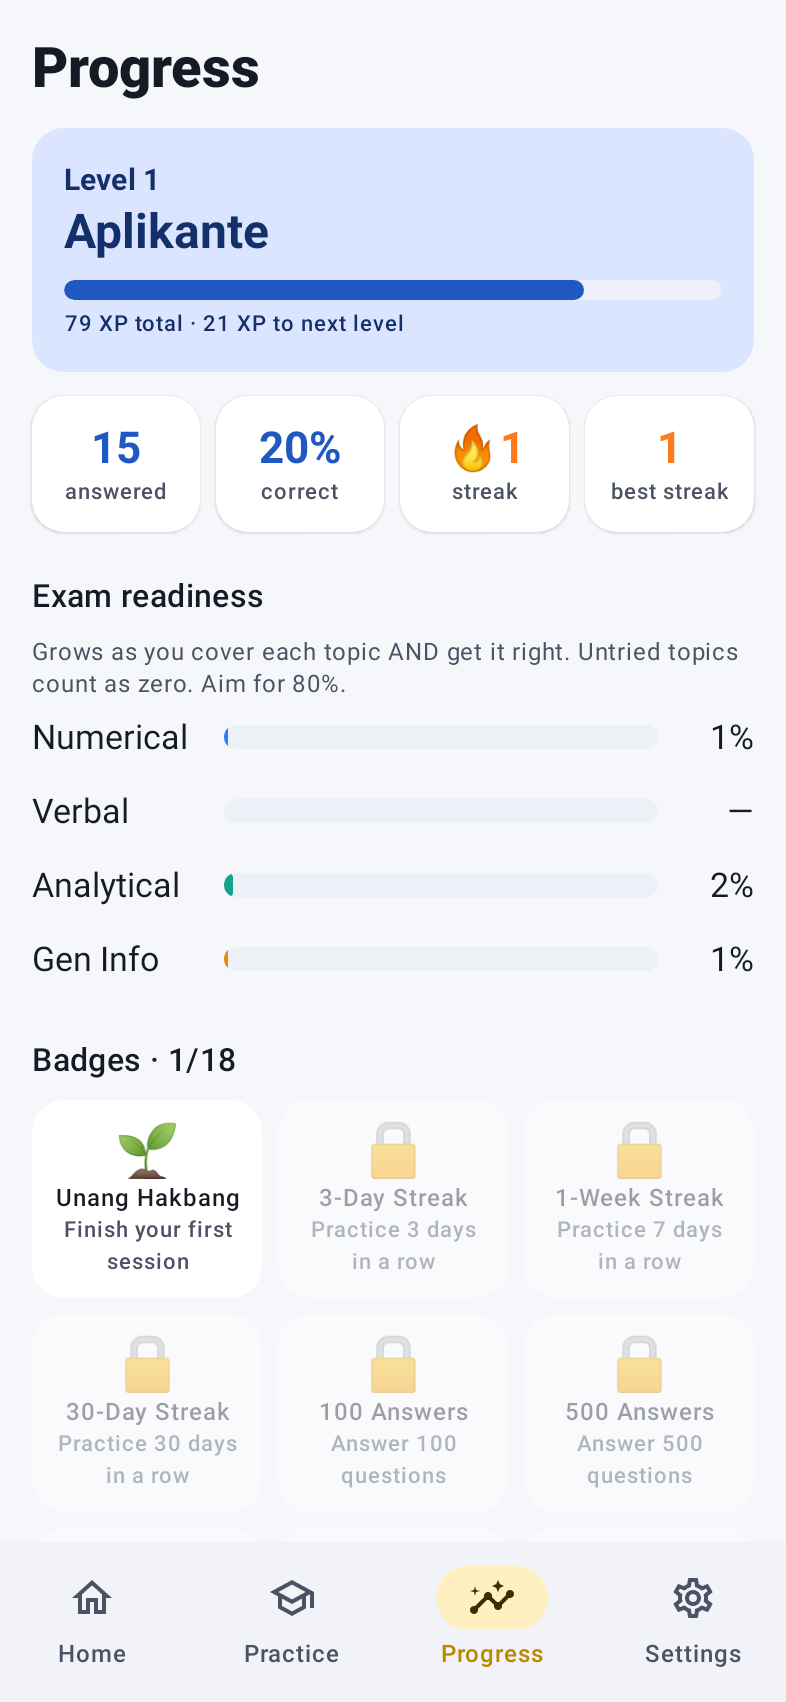 Progress
Level 1
Aplikante
79 XP total · 21 XP to next level
15
answered
20%
correct
1
streak
1
best streak
Exam readiness
Grows as you cover each topic AND get it right. Untried topics
count as zero. Aim for 80%.
Numerical 1%
Verbal —
Analytical 2%
Gen Info 1%
Badges · 1/18
Unang Hakbang
Finish your first
session
3-Day Streak
Practice 3 days
in a row
1-Week Streak
Practice 7 days
in a row
30-Day Streak
Practice 30 days
in a row
100 Answers
Answer 100
questions
500 Answers
Answer 500
questions
Home
Practice
Progress
Settings